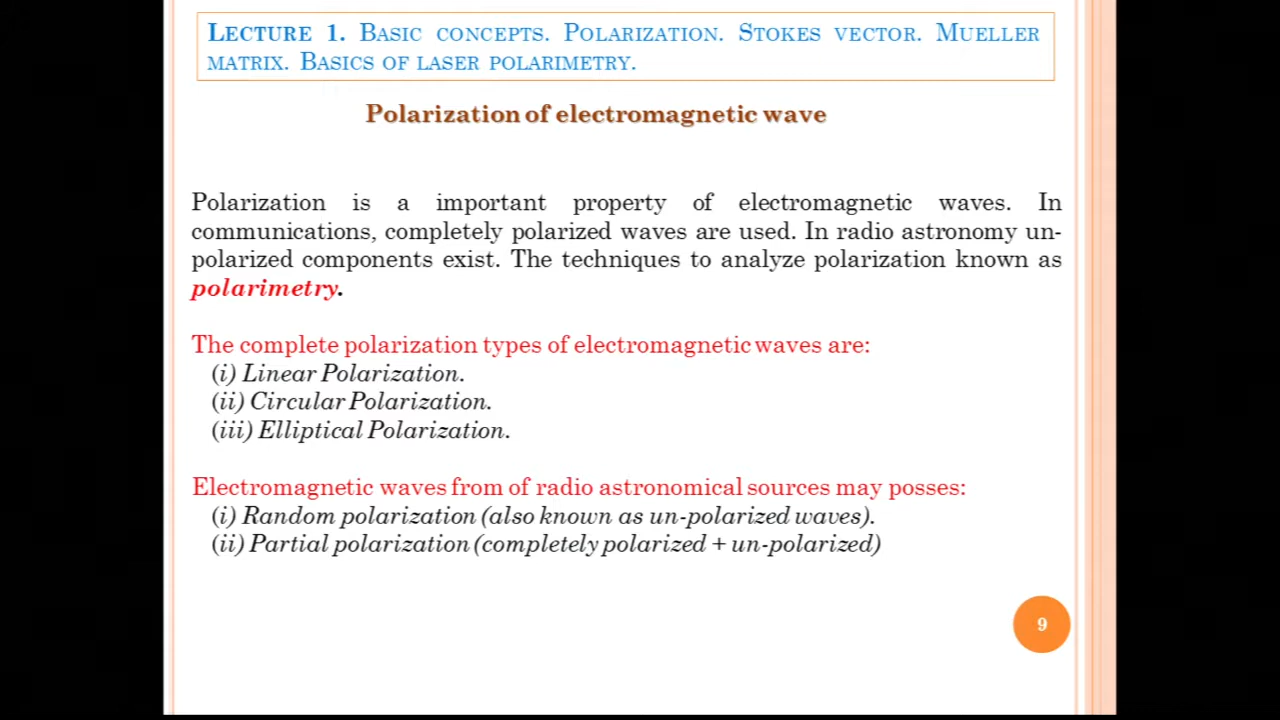 LECTURE 1. BASIC CONCEPTS. POLARIZATION. STOKES VECTOR. MUELLER
MATRIX. BASICS OF LASER POLARIMETRY.
Polarization of electromagnetic wave
Polarization is a important property of electromagnetic waves. In
communications, completely polarized waves are used. In radio astronomy un-
polarized components exist. The techniques to analyze polarization known as
polarimetry.
The complete polarization types of electromagnetic waves are:
(i) Linear Polarization.
(ii) Circular Polarization.
(iii) Elliptical Polarization.
Electromagnetic waves from of radio astronomical sources may posses:
(i) Random polarization (also known as un-polarized waves).
(ii) Partial polarization (completely polarized + un-polarized)
9